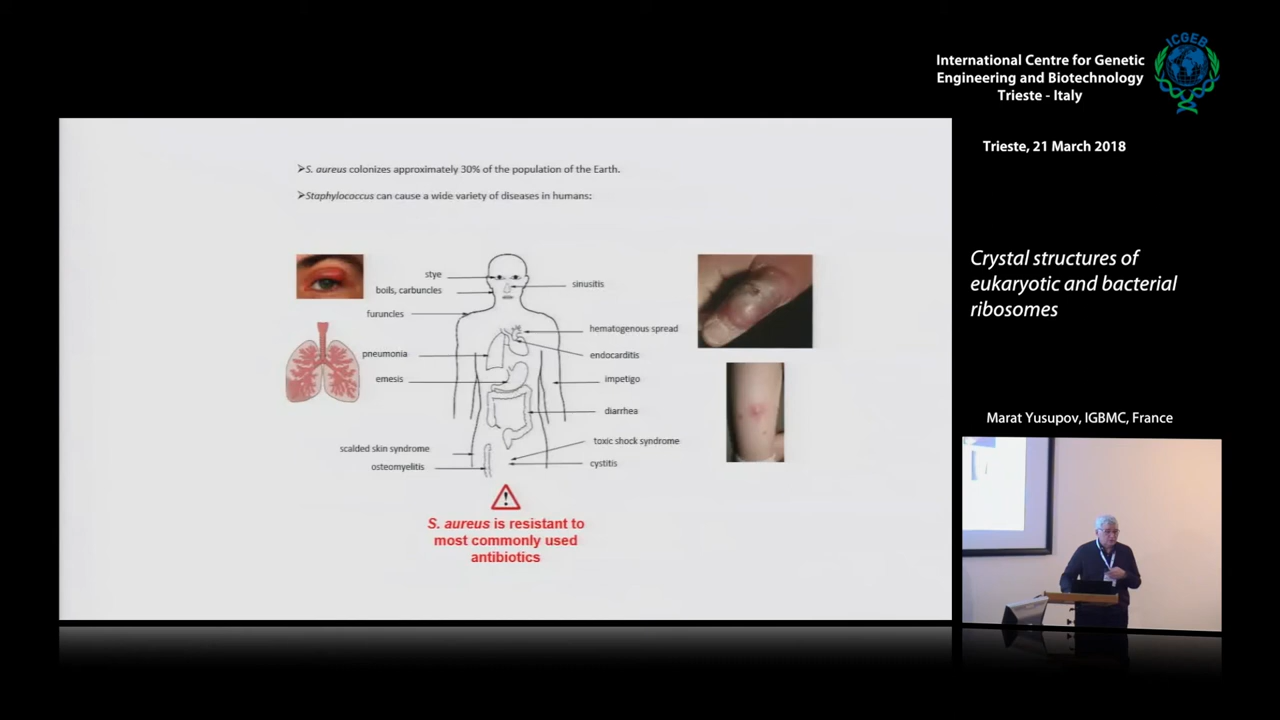 ICGEB
International Centre for Genetic
Engineering and Biotechnology
Trieste - Italy
Trieste, 21 March 2018
➢S. aureus colonizes approximately 30% of the population of the Earth.
➢Staphylococcus can cause a wide variety of diseases in humans:
stye
boils, carbuncles
furuncles
pneumonia
emesis
scalded skin syndrome
osteomyelitis
sinusitis
hematogenous spread
endocarditis
impetigo
diarrhea
toxic shock syndrome
cystitis
!
S. aureus is resistant to
most commonly used
antibiotics
Crystal structures of
eukaryotic and bacterial
ribosomes
Marat Yusupov, IGBMC, France